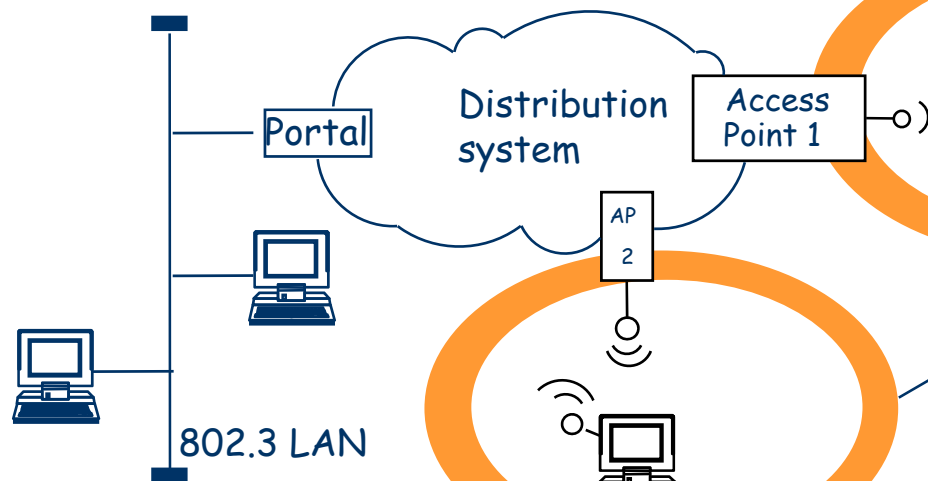 Portal
Distribution
system
Access
Point 1
AP
2
802.3 LAN